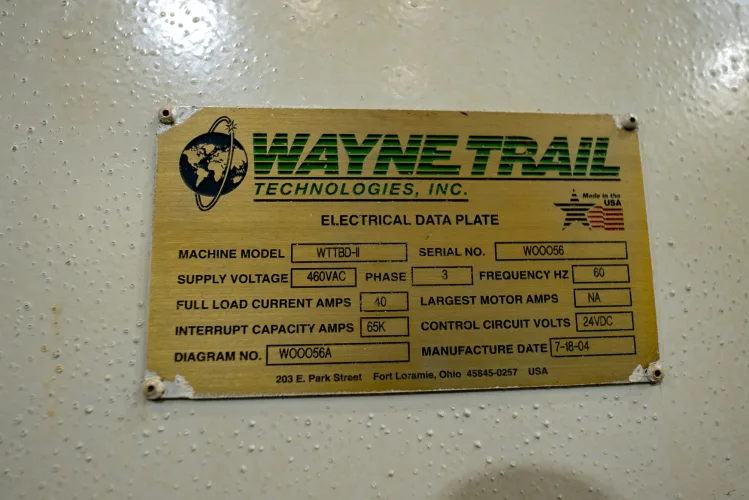 WAYNE TRAIL
TECHNOLOGIES, INC.
Made in the
USA
ELECTRICAL DATA PLATE
MACHINE MODEL WTTBD-II SERIAL NO. W00056
SUPPLY VOLTAGE 460VAC PHASE 3 FREQUENCY HZ 60
FULL LOAD CURRENT AMPS 40 LARGEST MOTOR AMPS NA
INTERRUPT CAPACITY AMPS 65K CONTROL CIRCUIT VOLTS 24VDC
DIAGRAM NO. W00056A MANUFACTURE DATE 7-18-04
203 E. Park Street Fort Loramie, Ohio 45845-0257 USA